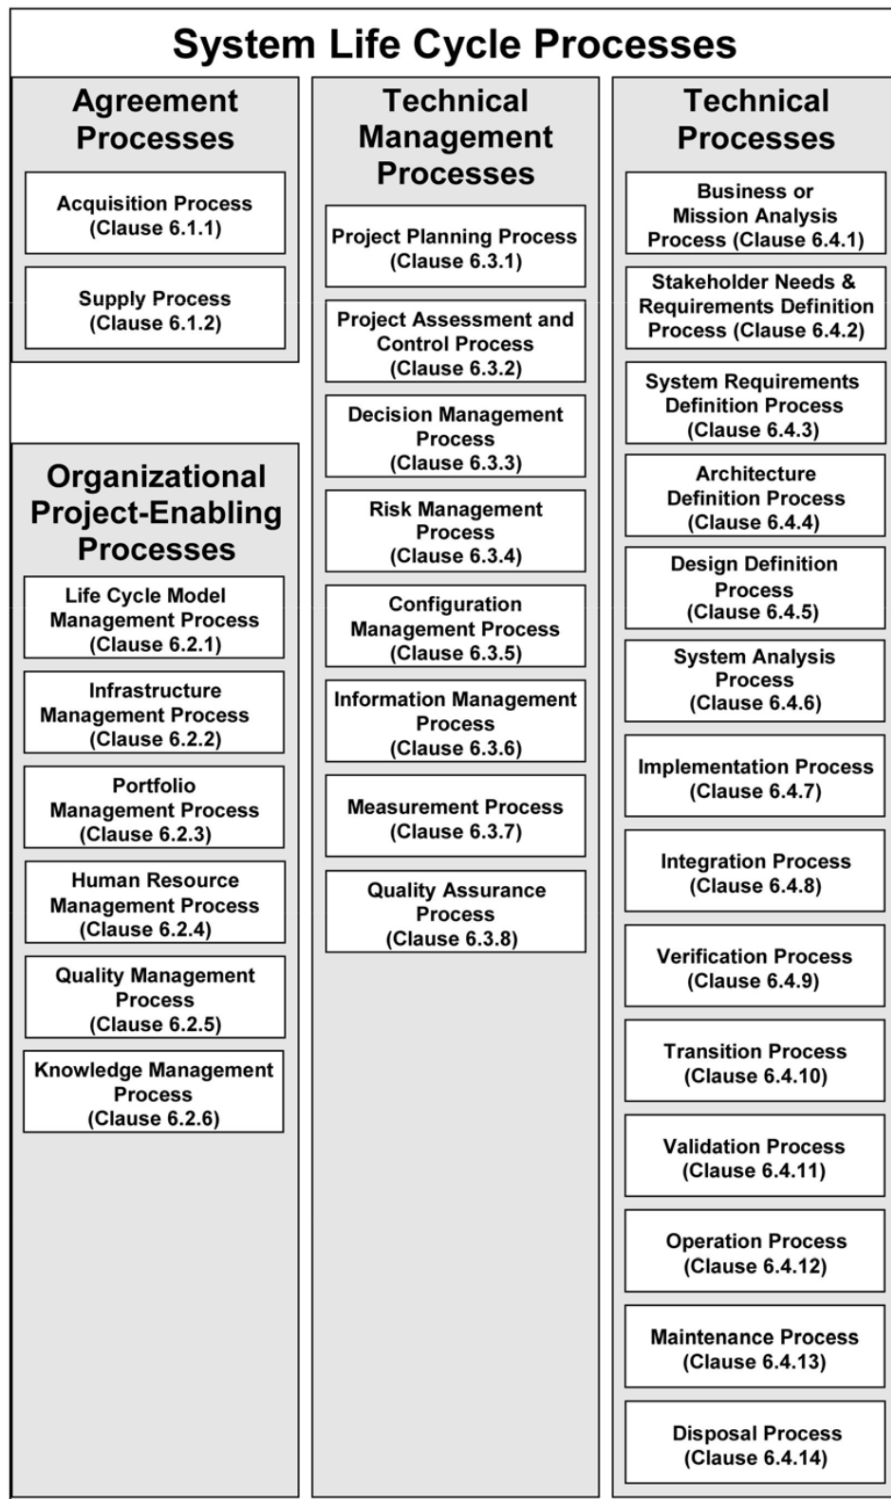 System Life Cycle Processes
Agreement
Processes
Acquisition Process
(Clause 6.1.1)
Supply Process
(Clause 6.1.2)
Organizational
Project-Enabling
Processes
Life Cycle Model
Management Process
(Clause 6.2.1)
Infrastructure
Management Process
(Clause 6.2.2)
Portfolio
Management Process
(Clause 6.2.3)
Human Resource
Management Process
(Clause 6.2.4)
Quality Management
Process
(Clause 6.2.5)
Knowledge Management
Process
(Clause 6.2.6)
Technical
Management
Processes
Project Planning Process
(Clause 6.3.1)
Project Assessment and
Control Process
(Clause 6.3.2)
Decision Management
Process
(Clause 6.3.3)
Risk Management
Process
(Clause 6.3.4)
Configuration
Management Process
(Clause 6.3.5)
Information Management
Process
(Clause 6.3.6)
Measurement Process
(Clause 6.3.7)
Quality Assurance
Process
(Clause 6.3.8)
Technical
Processes
Business or
Mission Analysis
Process (Clause 6.4.1)
Stakeholder Needs &
Requirements Definition
Process (Clause 6.4.2)
System Requirements
Definition Process
(Clause 6.4.3)
Architecture
Definition Process
(Clause 6.4.4)
Design Definition
Process
(Clause 6.4.5)
System Analysis
Process
(Clause 6.4.6)
Implementation Process
(Clause 6.4.7)
Integration Process
(Clause 6.4.8)
Verification Process
(Clause 6.4.9)
Transition Process
(Clause 6.4.10)
Validation Process
(Clause 6.4.11)
Operation Process
(Clause 6.4.12)
Maintenance Process
(Clause 6.4.13)
Disposal Process
(Clause 6.4.14)